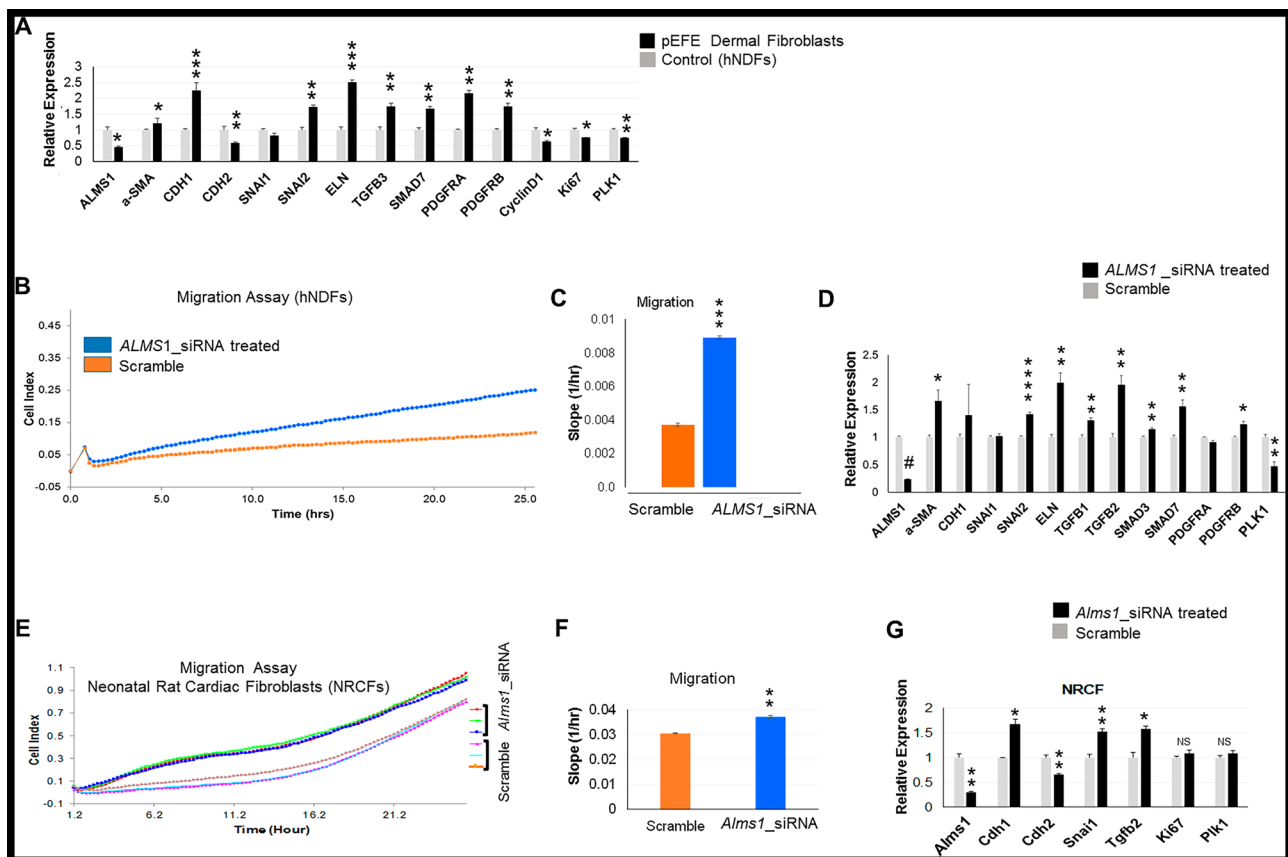 A
pEFE Dermal Fibroblasts
Control (hNDFs)
Relative Expression
3
2.5
2
1.5
1
0.5
0
* * *** ** ** *** ** ** ** ** * * **
ALMS1 a-SMA CDH1 CDH2 SNAI1 SNAI2 ELN TGFB3 SMAD7 PDGFRA PDGFRB CyclinD1 Ki67 PLK1
B
Migration Assay (hNDFs)
ALMS1_siRNA treated
Scramble
Cell Index
0.45
0.35
0.25
0.15
0.05
-0.05
0.0 5.0 10.0 15.0 20.0 25.0
Time (hrs)
C
Migration
***
Slope (1/hr)
0.01
0.008
0.006
0.004
0.002
0.0
Scramble ALMS1_siRNA
D
ALMS1_siRNA treated
Scramble
Relative Expression
2.5
2
1.5
1
0.5
0
# * **** ** ** ** ** ** * **
ALMS1 a-SMA CDH1 SNAI1 SNAI2 ELN TGFB1 TGFB2 SMAD3 SMAD7 PDGFRA PDGFRB PLK1
E
Migration Assay
Neonatal Rat Cardiac Fibroblasts (NRCFs)
Cell Index
1.1
0.9
0.7
0.5
0.3
0.1
-0.1
1.2 6.2 11.2 16.2 21.2
Time (Hour)
Alms1_siRNA
Scramble
F
Migration
**
Slope (1/hr)
0.04
0.03
0.02
0.01
0
Scramble Alms1_siRNA
G
Alms1_siRNA treated
Scramble
NRCF
Relative Expression
2
1.5
1
0.5
0
** * ** ** * NS NS
Alms1 Cdh1 Cdh2 Snai1 Tgfb2 Ki67 Plk1